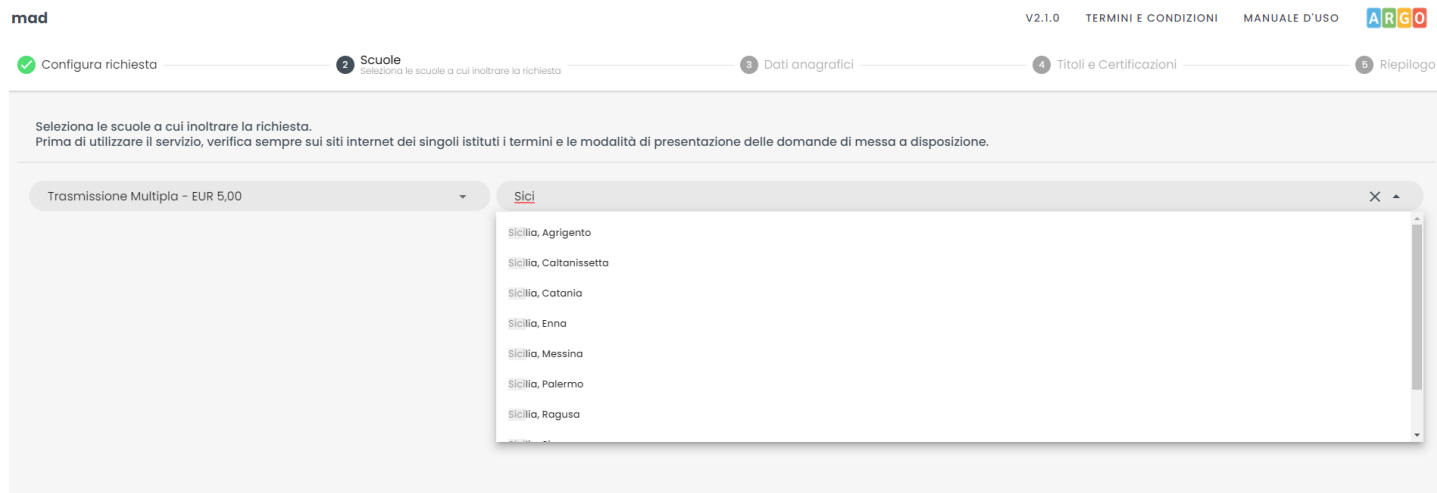 mad
V2.1.0 TERMINI E CONDIZIONI MANUALE D'USO ARGO
Configura richiesta
2 Scuole
Seleziona le scuole a cui inoltrare la richiesta
3 Dati anagrafici
4 Titoli e Certificazioni
5 Riepilogo
Seleziona le scuole a cui inoltrare la richiesta.
Prima di utilizzare il servizio, verifica sempre sui siti internet dei singoli istituti i termini e le modalità di presentazione delle domande di messa a disposizione.
Trasmissione Multipla - EUR 5,00
Sici
Sicilia, Agrigento
Sicilia, Caltanissetta
Sicilia, Catania
Sicilia, Enna
Sicilia, Messina
Sicilia, Palermo
Sicilia, Ragusa